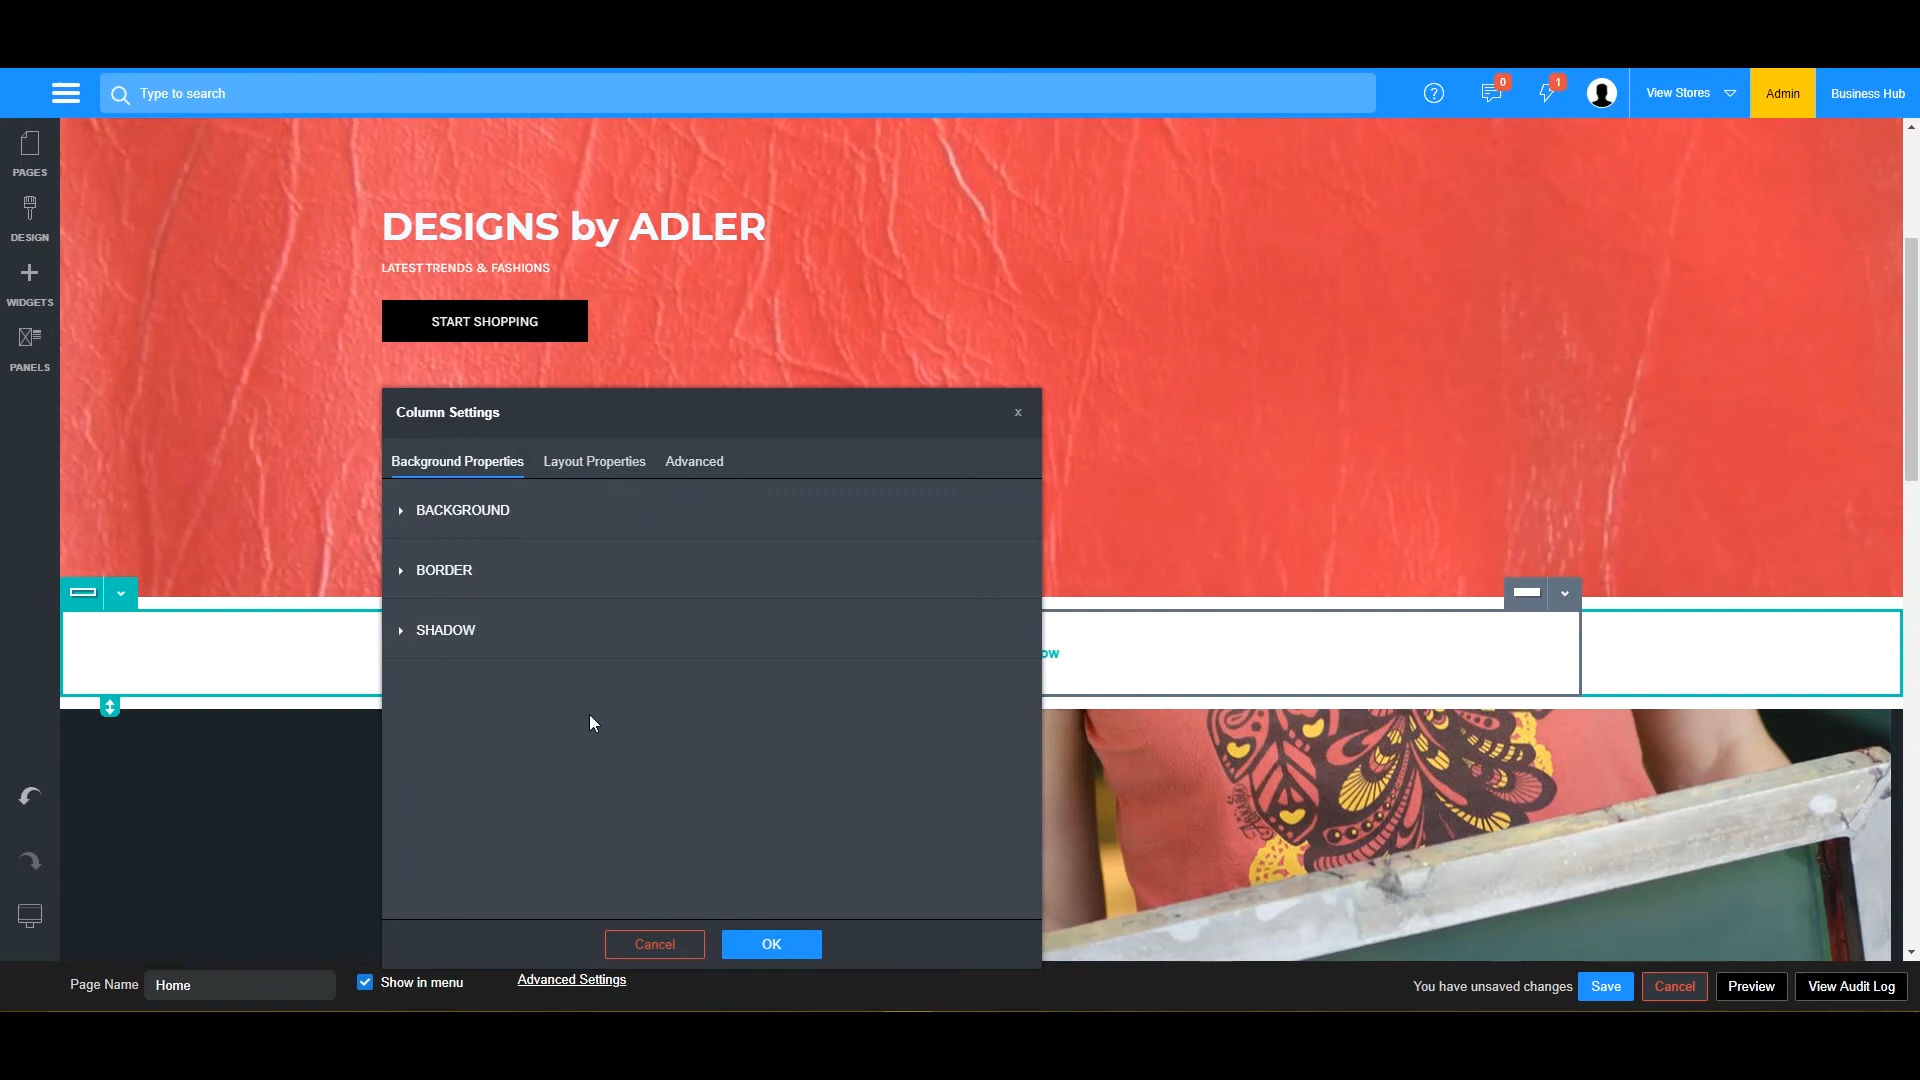 Type to search
0
1
View Stores
Admin
Business Hub
PAGES
DESIGN
WIDGETS
PANELS
DESIGNS by ADLER
LATEST TRENDS & FASHIONS
START SHOPPING
Column Settings
x
Background Properties
Layout Properties
Advanced
BACKGROUND
BORDER
SHADOW
ow
Cancel
OK
Page Name
Home
Show in menu
Advanced Settings
You have unsaved changes
Save
Cancel
Preview
View Audit Log